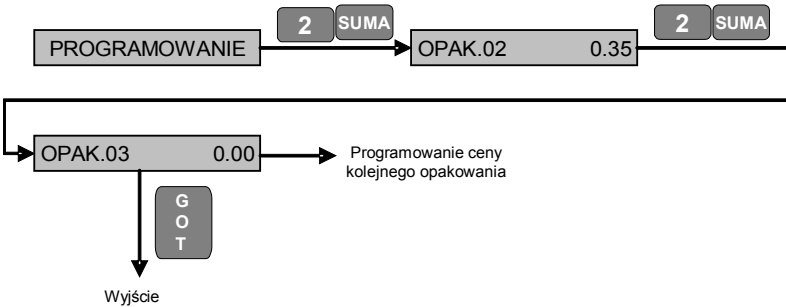 PROGRAMOWANIE 2 SUMA OPAK.02 0.35 2 SUMA
OPAK.03 0.00 Programowanie ceny
kolejnego opakowania
G
O
T
Wyjście